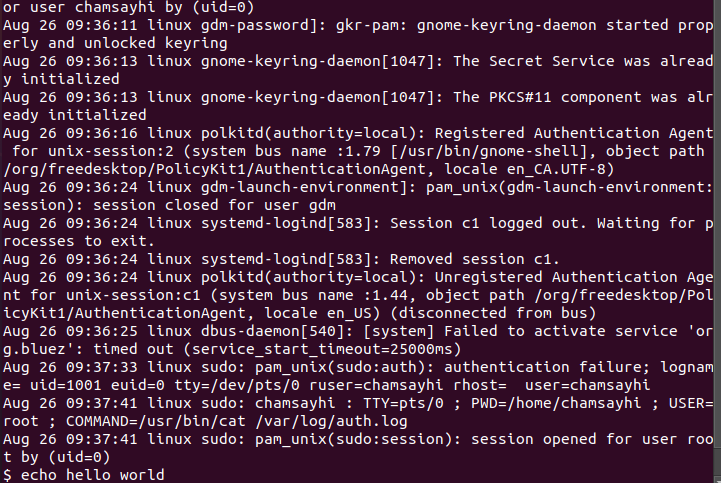 or user chamsayhi by (uid=0)
Aug 26 09:36:11 linux gdm-password]: gkr-pam: gnome-keyring-daemon started prop
erly and unlocked keyring
Aug 26 09:36:13 linux gnome-keyring-daemon[1047]: The Secret Service was alread
y initialized
Aug 26 09:36:13 linux gnome-keyring-daemon[1047]: The PKCS#11 component was alr
eady initialized
Aug 26 09:36:16 linux polkitd(authority=local): Registered Authentication Agent
 for unix-session:2 (system bus name :1.79 [/usr/bin/gnome-shell], object path
/org/freedesktop/PolicyKit1/AuthenticationAgent, locale en_CA.UTF-8)
Aug 26 09:36:24 linux gdm-launch-environment]: pam_unix(gdm-launch-environment:
session): session closed for user gdm
Aug 26 09:36:24 linux systemd-logind[583]: Session c1 logged out. Waiting for p
rocesses to exit.
Aug 26 09:36:24 linux systemd-logind[583]: Removed session c1.
Aug 26 09:36:24 linux polkitd(authority=local): Unregistered Authentication Age
nt for unix-session:c1 (system bus name :1.44, object path /org/freedesktop/Pol
icyKit1/AuthenticationAgent, locale en_US) (disconnected from bus)
Aug 26 09:36:25 linux dbus-daemon[540]: [system] Failed to activate service 'or
g.bluez': timed out (service_start_timeout=25000ms)
Aug 26 09:37:33 linux sudo: pam_unix(sudo:auth): authentication failure; lognam
e= uid=1001 euid=0 tty=/dev/pts/0 ruser=chamsayhi rhost=  user=chamsayhi
Aug 26 09:37:41 linux sudo: chamsayhi : TTY=pts/0 ; PWD=/home/chamsayhi ; USER=
root ; COMMAND=/usr/bin/cat /var/log/auth.log
Aug 26 09:37:41 linux sudo: pam_unix(sudo:session): session opened for user roo
t by (uid=0)
$ echo hello world